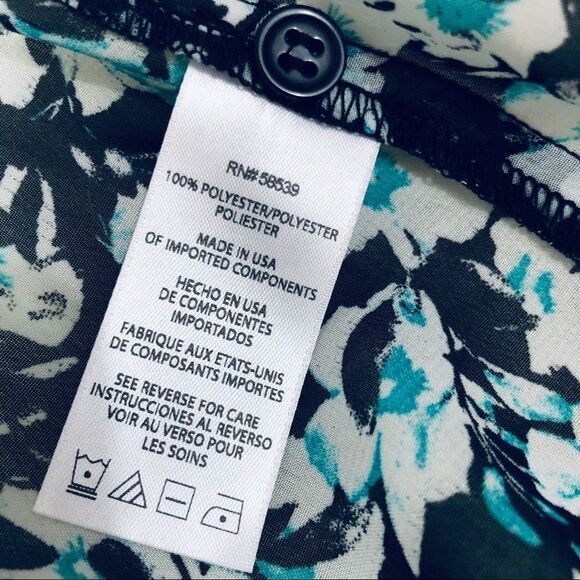 RN# 58539
100% POLYESTER/POLYESTER
POLIESTER
MADE IN USA
OF IMPORTED COMPONENTS
HECHO EN USA
DE COMPONENTES
IMPORTADOS
FABRIQUE AUX ETATS-UNIS
DE COMPOSANTS IMPORTES
SEE REVERSE FOR CARE
INSTRUCCIONES AL REVERSO
VOIR AU VERSO POUR
LES SOINS